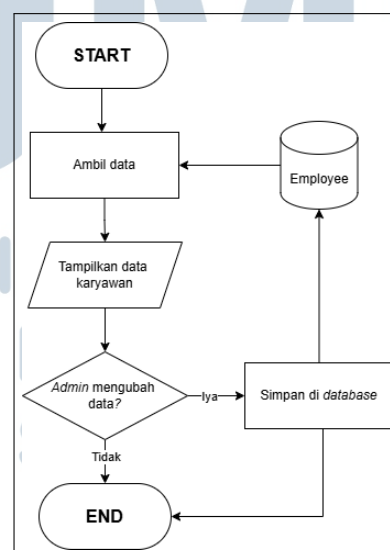 START
Ambil data
Employee
Tampilkan data
karyawan
Admin mengubah
data?
Iya
Simpan di database
Tidak
END